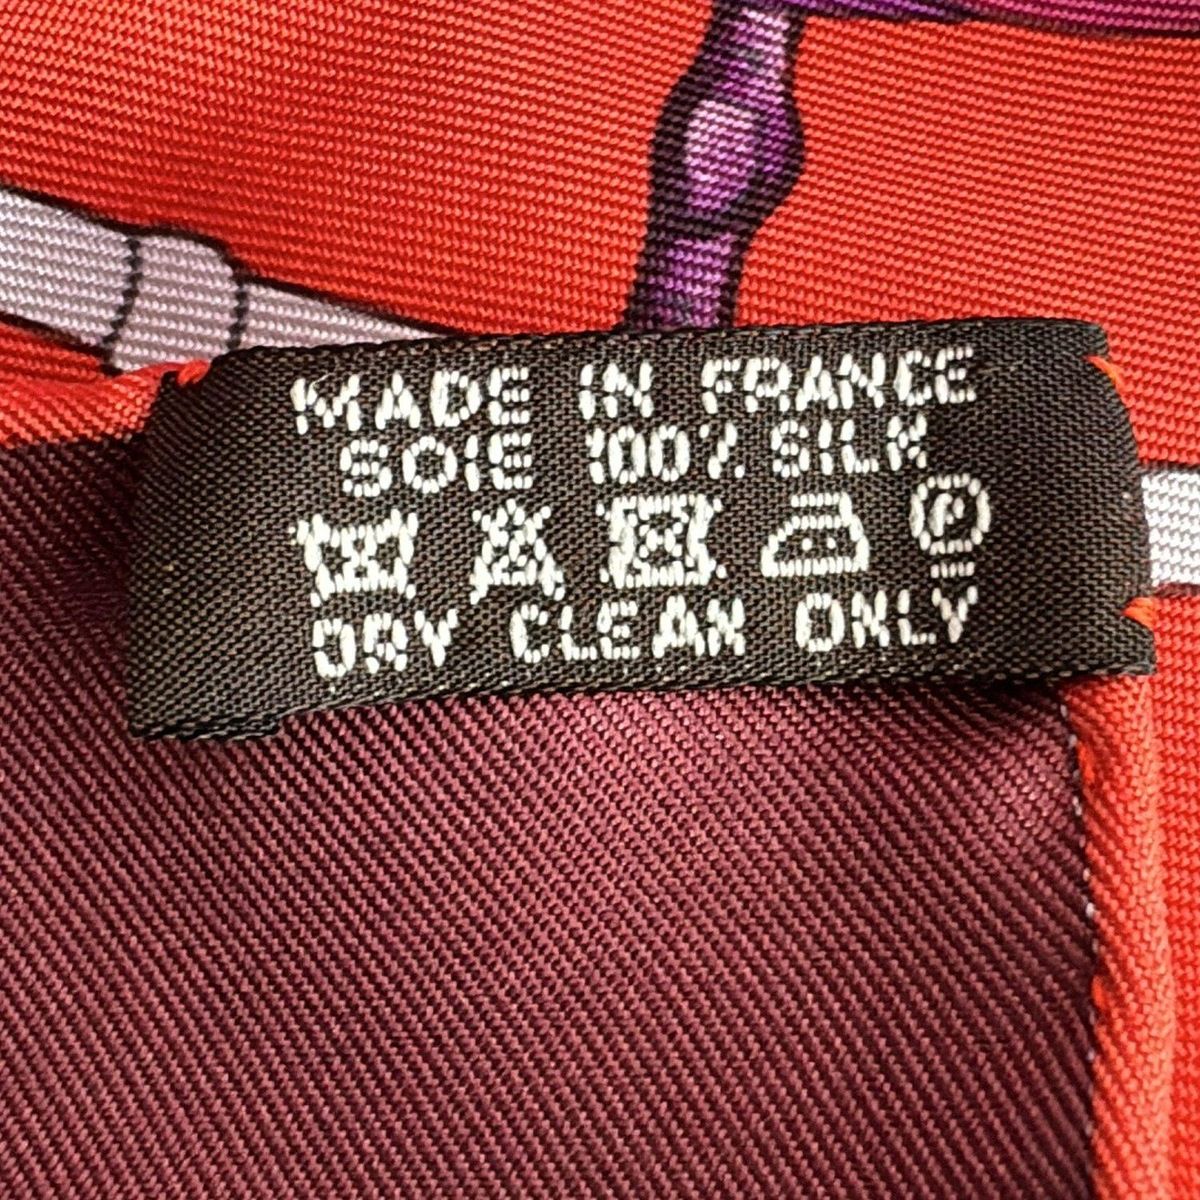 MADE IN FRANCE
SOIE 100% SILK
P
DRY CLEAN ONLY